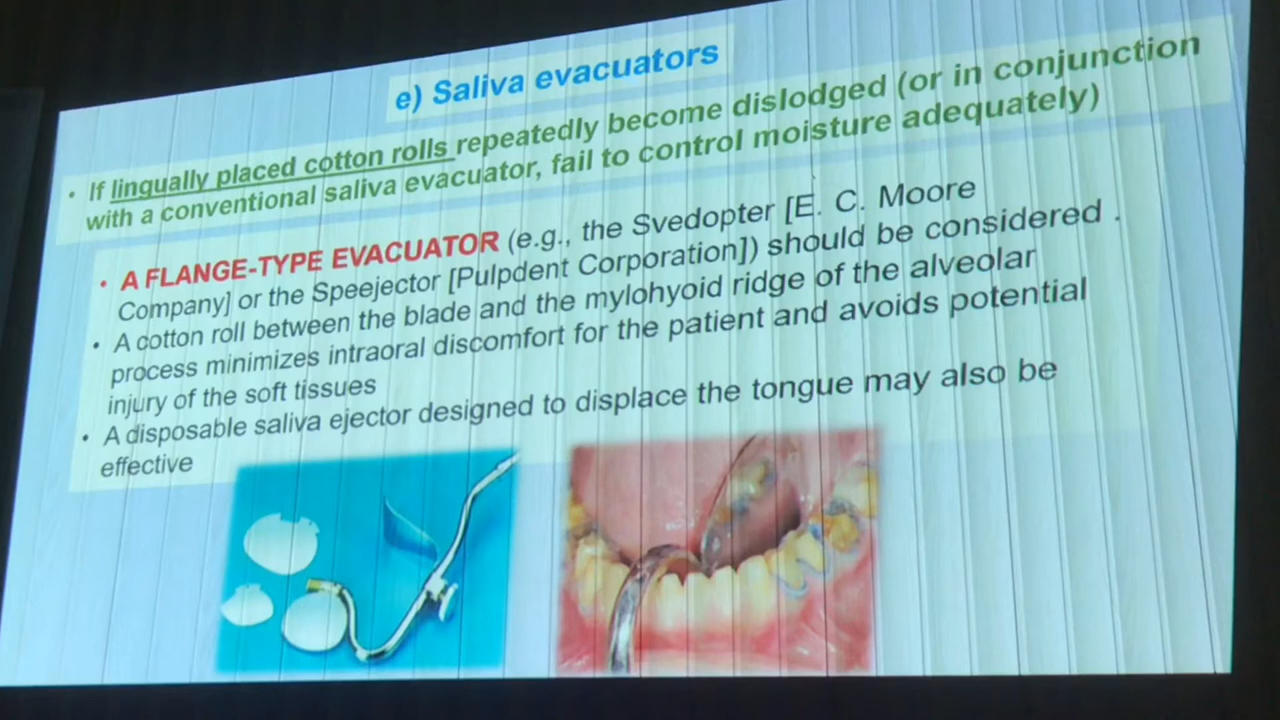 e) Saliva evacuators
• If lingually placed cotton rolls repeatedly become dislodged (or in conjunction
with a conventional saliva evacuator, fail to control moisture adequately)
• A FLANGE-TYPE EVACUATOR (e.g., the Svedopter [E. C. Moore
Company] or the Speejector [Pulpdent Corporation]) should be considered .
• A cotton roll between the blade and the mylohyoid ridge of the alveolar
process minimizes intraoral discomfort for the patient and avoids potential
injury of the soft tissues
• A disposable saliva ejector designed to displace the tongue may also be
effective